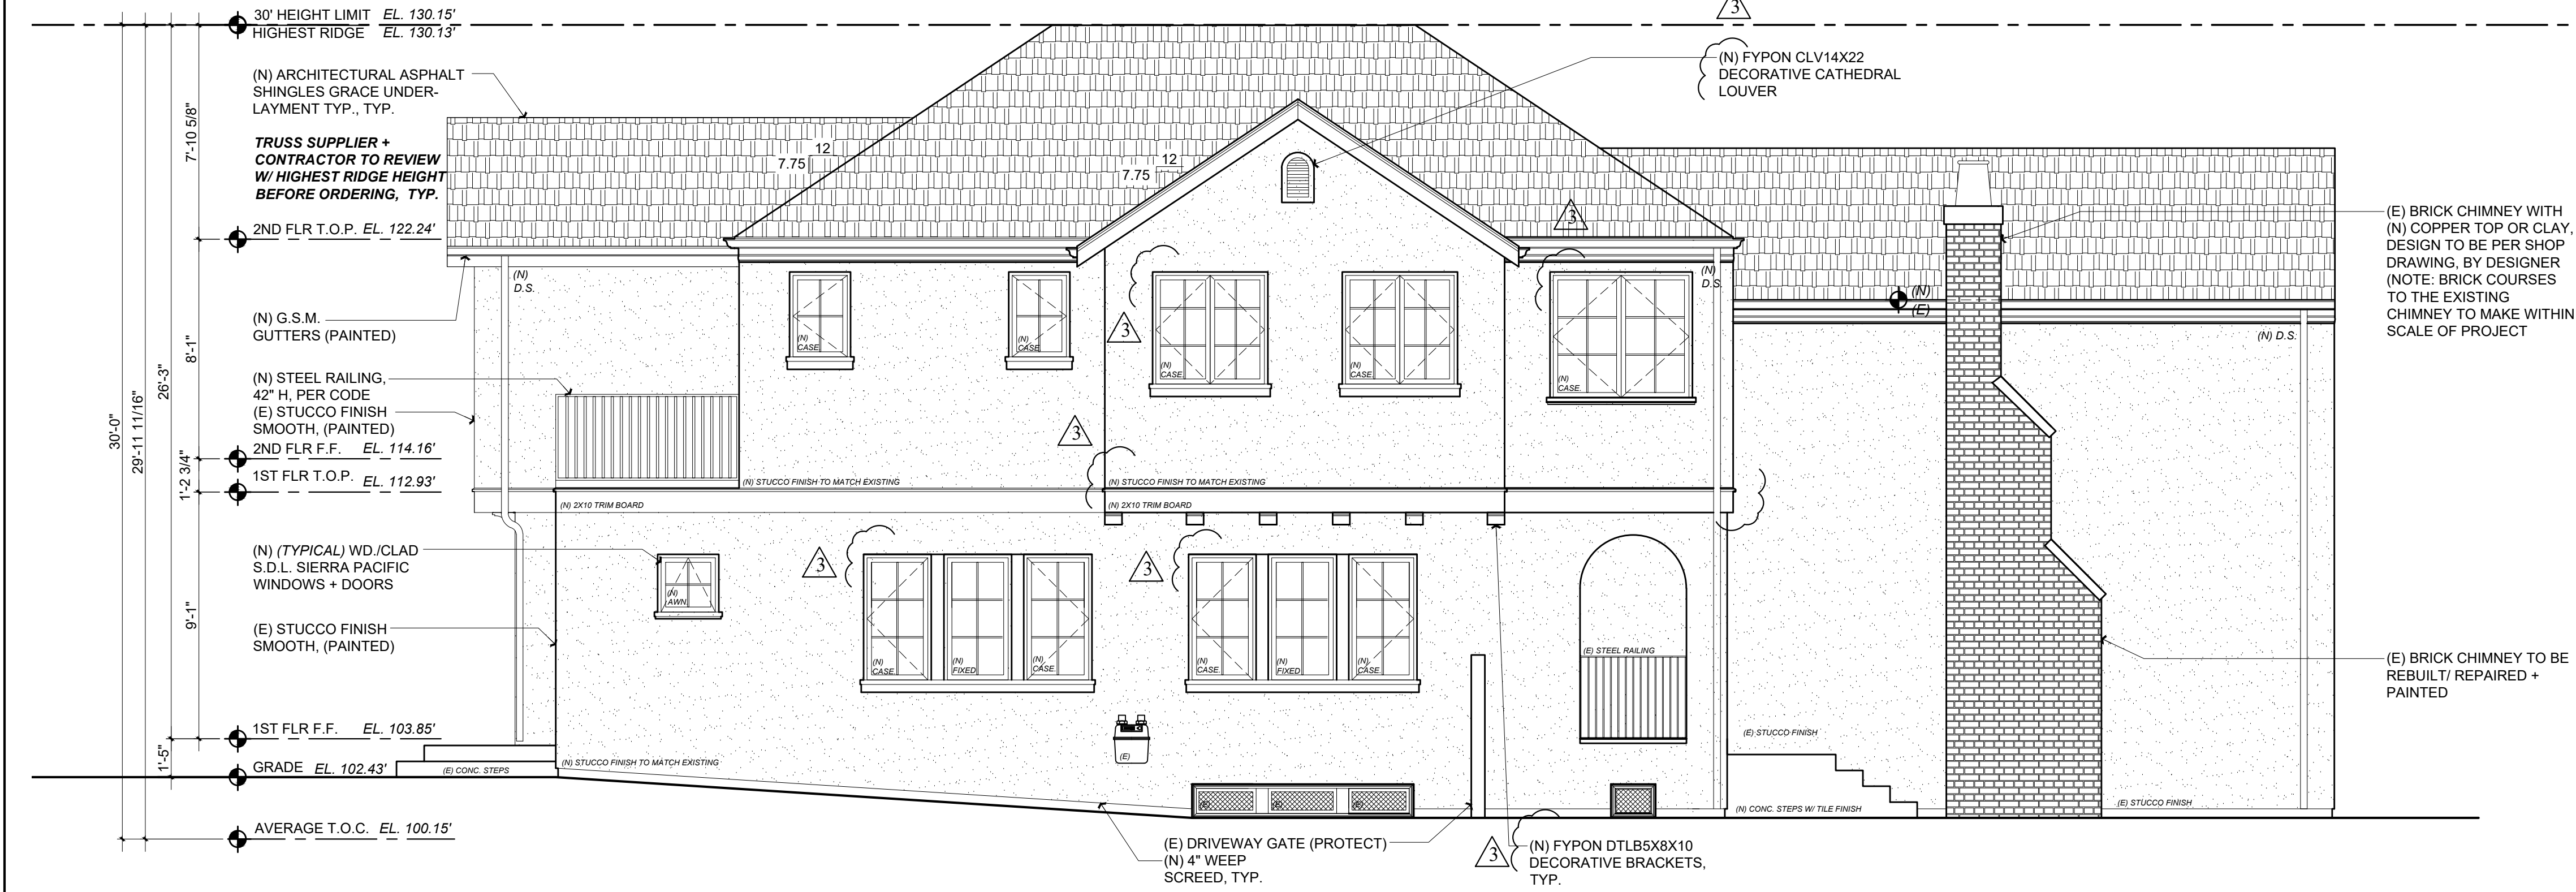 30' HEIGHT LIMIT EL. 130.15'
HIGHEST RIDGE EL. 130.13'
3
(N) ARCHITECTURAL ASPHALT
SHINGLES GRACE UNDER-
LAYMENT TYP., TYP.
TRUSS SUPPLIER +
CONTRACTOR TO REVIEW
W/ HIGHEST RIDGE HEIGHT
BEFORE ORDERING, TYP.
2ND FLR T.O.P. EL. 122.24'
(N) G.S.M.
GUTTERS (PAINTED)
(N) STEEL RAILING,
42" H, PER CODE
(E) STUCCO FINISH
SMOOTH, (PAINTED)
2ND FLR F.F. EL. 114.16'
1ST FLR T.O.P. EL. 112.93'
(N) (TYPICAL) WD./CLAD
S.D.L. SIERRA PACIFIC
WINDOWS + DOORS
(E) STUCCO FINISH
SMOOTH, (PAINTED)
1ST FLR F.F. EL. 103.85'
GRADE EL. 102.43'
AVERAGE T.O.C. EL. 100.15'
30'-0"
29'-11 11/16"
26'-3"
7'-10 5/8"
8'-1"
1'-2 3/4"
9'-1"
1'-5"
(N) FYPON CLV14X22
DECORATIVE CATHEDRAL
LOUVER
12
7.75
12
7.75
3
(N)
D.S.
(N)
D.S.
(N)
(E)
(N) D.S.
(N)
CASE
(N)
CASE
3
(N)
CASE.
(N)
CASE.
(N)
CASE.
3
(N) STUCCO FINISH TO MATCH EXISTING
(N) STUCCO FINISH TO MATCH EXISTING
(N) 2X10 TRIM BOARD
(N) 2X10 TRIM BOARD
(N)
AWN.
3
(N)
CASE.
(N)
FIXED
(N)
CASE.
3
(N)
CASE.
(N)
FIXED
(N)
CASE.
(E) STEEL RAILING
(E)
(E) STUCCO FINISH
(E) CONC. STEPS
(N) STUCCO FINISH TO MATCH EXISTING
(E)
(E)
(E)
(N) CONC. STEPS W/ TILE FINISH
(E) STUCCO FINISH
(E) DRIVEWAY GATE (PROTECT)
(N) 4" WEEP
SCREED, TYP.
3
(N) FYPON DTLB5X8X10
DECORATIVE BRACKETS,
TYP.
(E) BRICK CHIMNEY WITH
(N) COPPER TOP OR CLAY,
DESIGN TO BE PER SHOP
DRAWING, BY DESIGNER
(NOTE: BRICK COURSES
TO THE EXISTING
CHIMNEY TO MAKE WITHIN
SCALE OF PROJECT
(E) BRICK CHIMNEY TO BE
REBUILT/ REPAIRED +
PAINTED